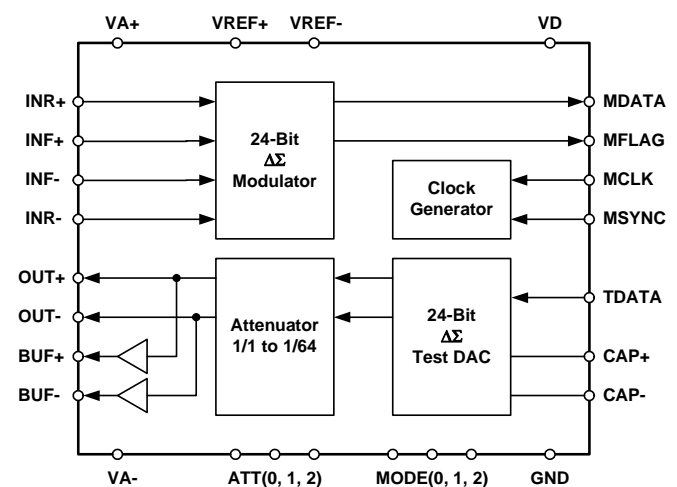 VA+ VREF+ VREF- VD
INR+
INF+
INF-
INR-
24-Bit
ΔΣ
Modulator
MDATA
MFLAG
Clock
Generator
MCLK
MSYNC
OUT+
OUT-
BUF+
BUF-
Attenuator
1/1 to 1/64
24-Bit
ΔΣ
Test DAC
TDATA
CAP+
CAP-
VA- ATT(0, 1, 2) MODE(0, 1, 2) GND